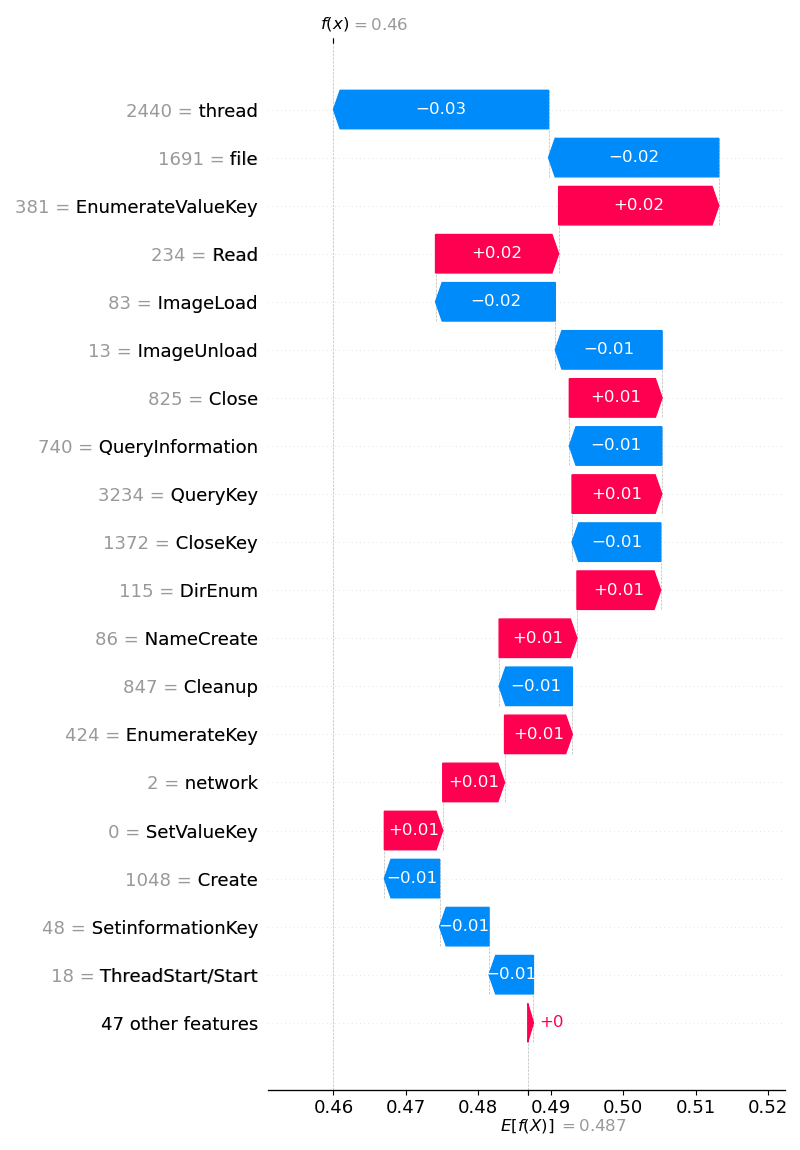 f(x) = 0.46
2440 = thread −0.03
1691 = file −0.02
381 = EnumerateValueKey +0.02
234 = Read +0.02
83 = ImageLoad −0.02
13 = ImageUnload −0.01
825 = Close +0.01
740 = QueryInformation −0.01
3234 = QueryKey +0.01
1372 = CloseKey −0.01
115 = DirEnum +0.01
86 = NameCreate +0.01
847 = Cleanup −0.01
424 = EnumerateKey +0.01
2 = network +0.01
0 = SetValueKey +0.01
1048 = Create −0.01
48 = SetinformationKey −0.01
18 = ThreadStart/Start −0.01
47 other features +0
0.46 0.47 0.48 0.49 0.50 0.51 0.52
E[f(X)] = 0.487